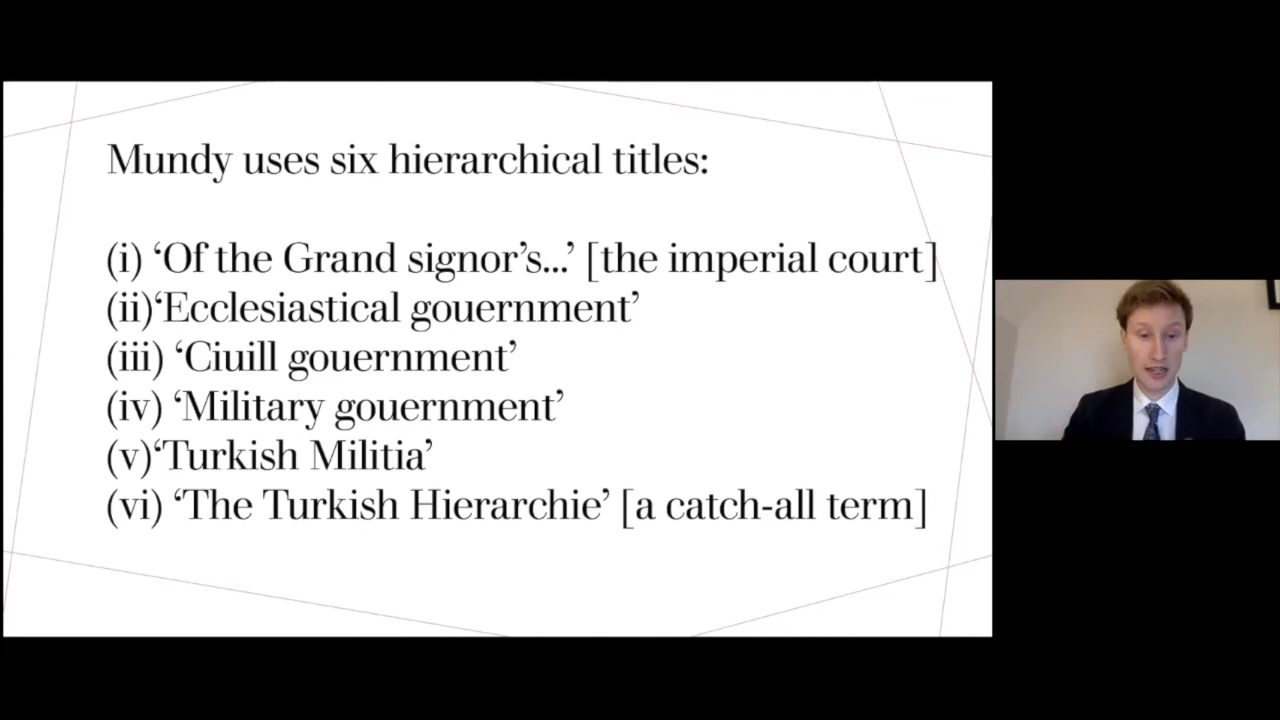 Mundy uses six hierarchical titles:
(i) ‘Of the Grand signor’s...’ [the imperial court]
(ii)‘Ecclesiastical gouernment’
(iii) ‘Ciuill gouernment’
(iv) ‘Military gouernment’
(v)‘Turkish Militia’
(vi) ‘The Turkish Hierarchie’ [a catch-all term]